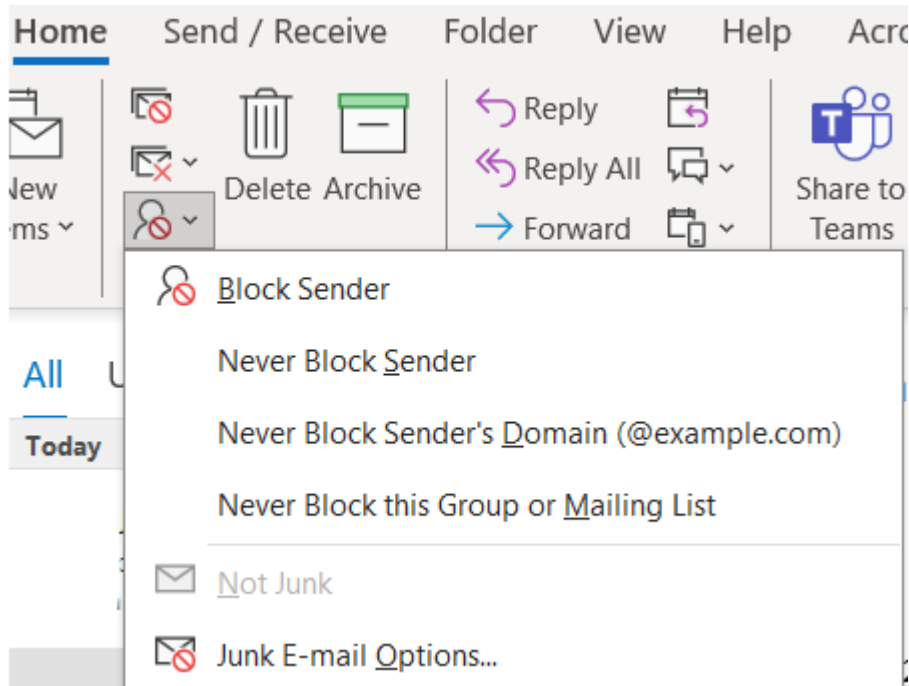 Home Send / Receive Folder View Help Acro
New
ms
Delete Archive
Reply
Reply All
Forward
T
Share to
Teams
Block Sender
Never Block Sender
Never Block Sender's Domain (@example.com)
Never Block this Group or Mailing List
Not Junk
Junk E-mail Options...
All U
Today